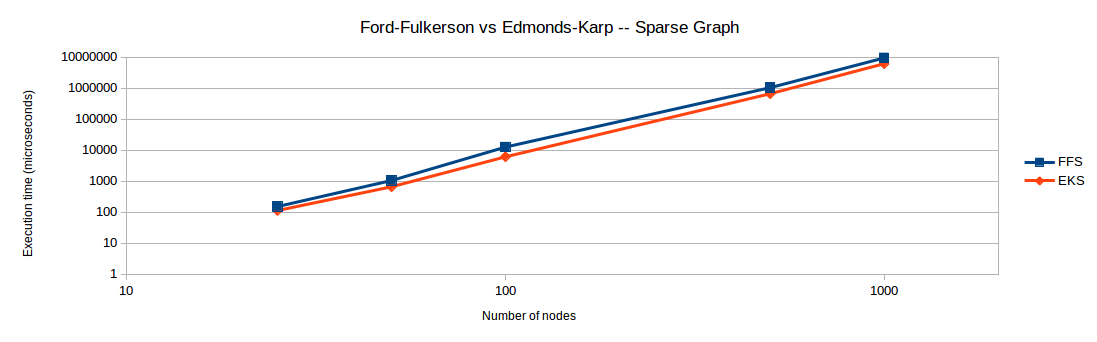 Ford-Fulkerson vs Edmonds-Karp -- Sparse Graph
Execution time (microseconds)
10000000
1000000
100000
10000
1000
100
10
1
10
100
1000
Number of nodes
FFS
EKS